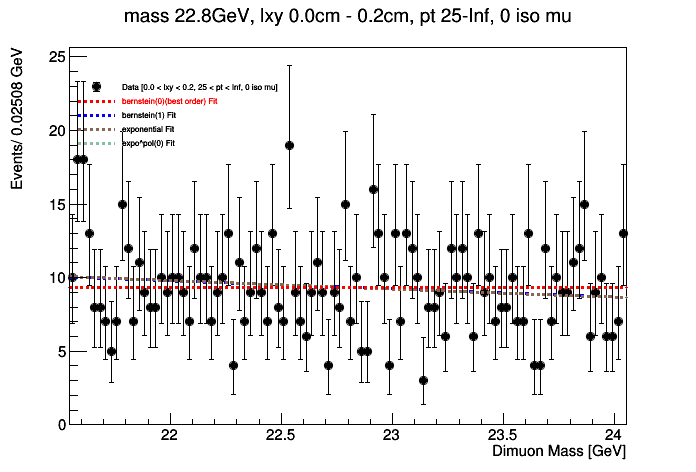 mass 22.8GeV, lxy 0.0cm - 0.2cm, pt 25-Inf, 0 iso mu
Events/ 0.02508 GeV
25
20
15
10
5
0
Data [0.0 < lxy < 0.2, 25 < pt < Inf, 0 iso mu]
bernstein(0)(best order) Fit
bernstein(1) Fit
exponential Fit
expo*pol(0) Fit
22
22.5
23
23.5
24
Dimuon Mass [GeV]